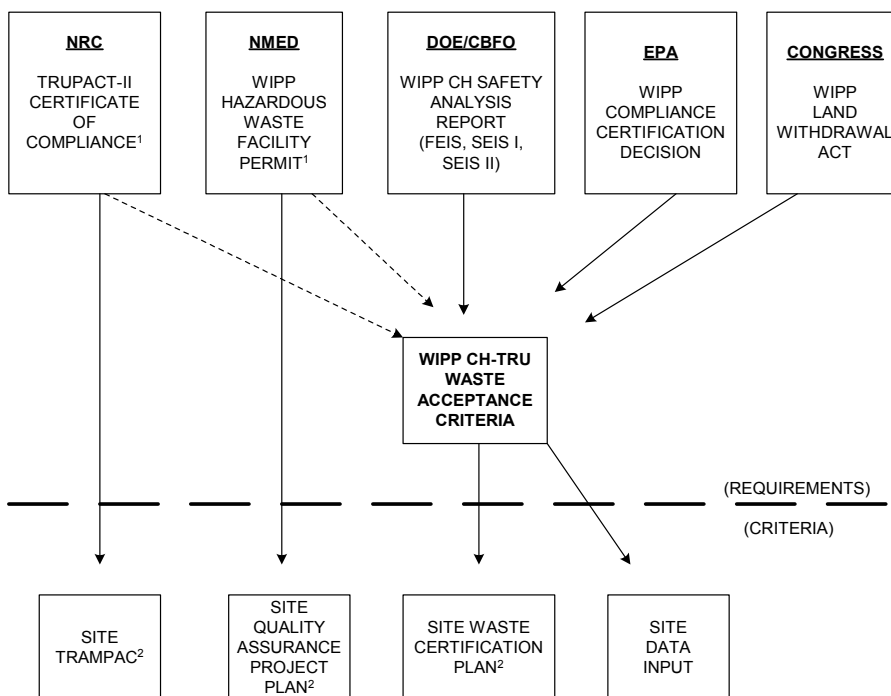 NRC
TRUPACT-II
CERTIFICATE
OF
COMPLIANCE¹
NMED
WIPP
HAZARDOUS
WASTE
FACILITY
PERMIT¹
DOE/CBFO
WIPP CH SAFETY
ANALYSIS
REPORT
(FEIS, SEIS I,
SEIS II)
EPA
WIPP
COMPLIANCE
CERTIFICATION
DECISION
CONGRESS
WIPP
LAND
WITHDRAWAL
ACT
WIPP CH-TRU
WASTE
ACCEPTANCE
CRITERIA
(REQUIREMENTS)
(CRITERIA)
SITE
TRAMPAC²
SITE
QUALITY
ASSURANCE
PROJECT
PLAN²
SITE WASTE
CERTIFICATION
PLAN²
SITE
DATA
INPUT